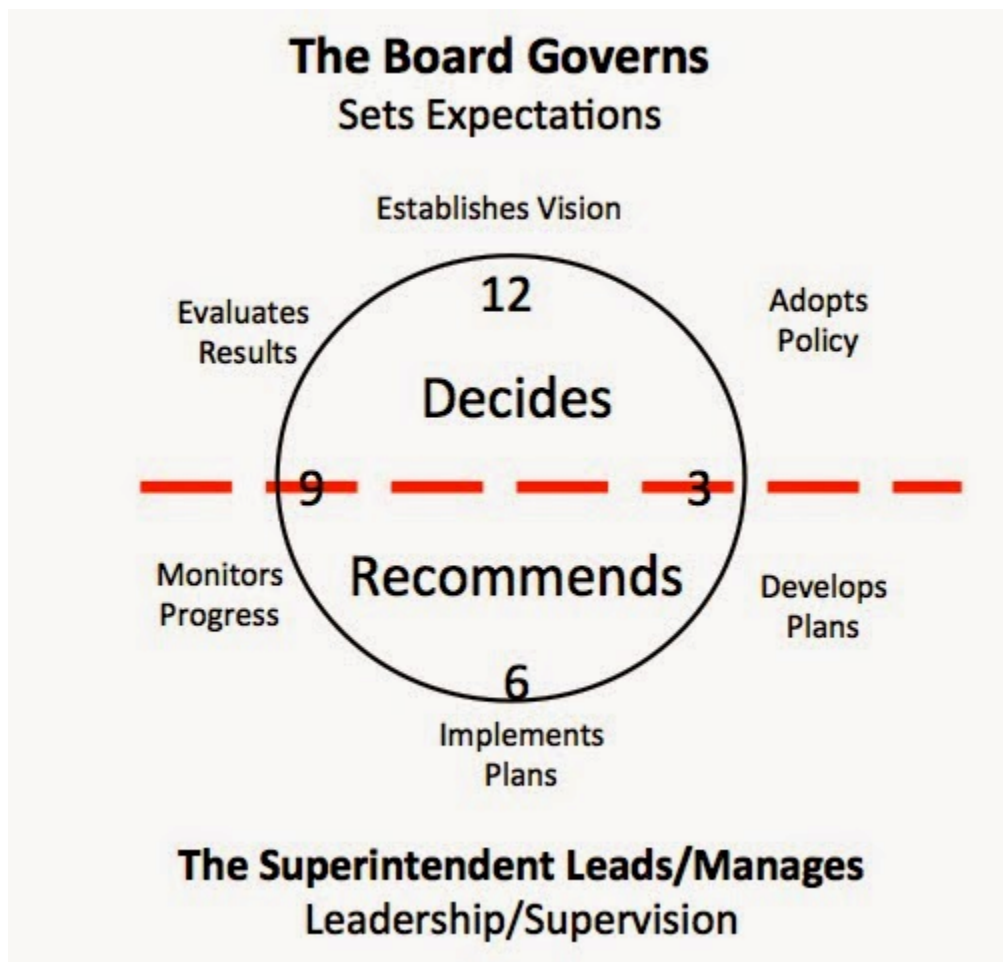 The Board Governs
Sets Expectations
Establishes Vision
12
Evaluates
Results
Adopts
Policy
Decides
9
3
Recommends
Monitors
Progress
Develops
Plans
6
Implements
Plans
The Superintendent Leads/Manages
Leadership/Supervision